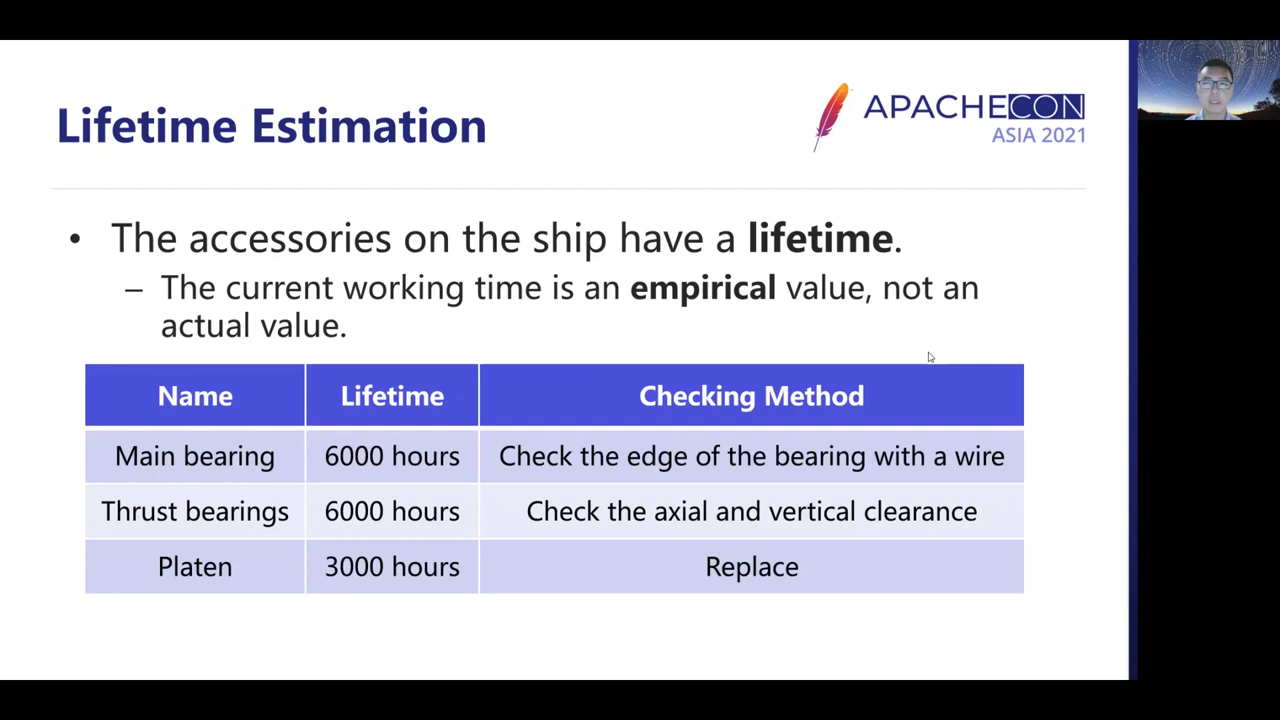 Lifetime Estimation
APACHECON
ASIA 2021
• The accessories on the ship have a lifetime.
– The current working time is an empirical value, not an
actual value.
Name Lifetime Checking Method
Main bearing 6000 hours Check the edge of the bearing with a wire
Thrust bearings 6000 hours Check the axial and vertical clearance
Platen 3000 hours Replace